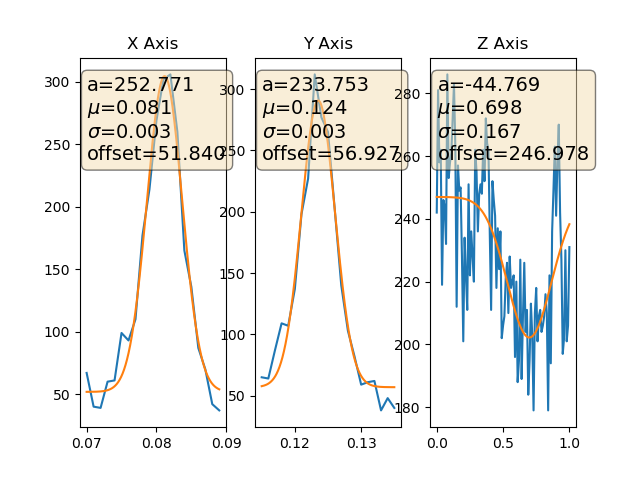 X Axis
a=252.771
μ=0.081
σ=0.003
offset=51.840
300
250
200
150
100
50
0.07
0.08
0.09
Y Axis
a=233.753
μ=0.124
σ=0.003
offset=56.927
300
250
200
150
100
50
0.12
0.13
Z Axis
a=-44.769
μ=0.698
σ=0.167
offset=246.978
280
260
240
220
200
180
0.0
0.5
1.0